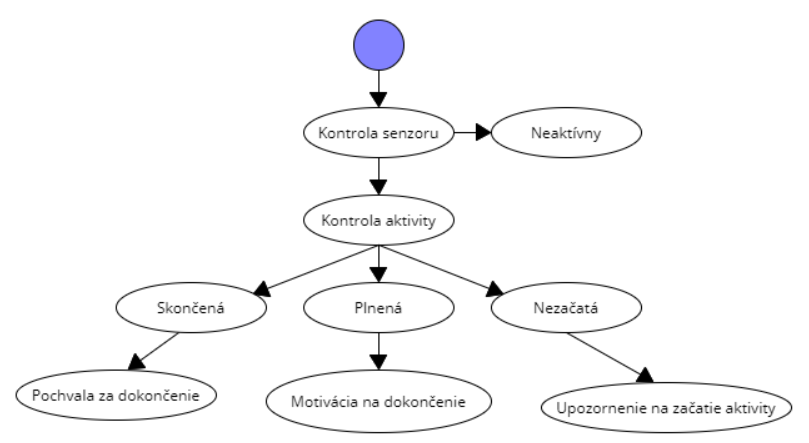 Kontrola senzoru
Neaktívny
Kontrola aktivity
Skončená
Plnená
Nezačatá
Pochvala za dokončenie
Motivácia na dokončenie
Upozornenie na začatie aktivity